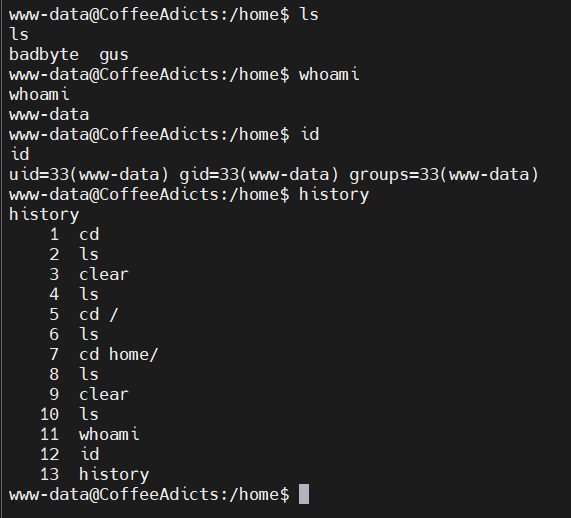 www-data@CoffeeAdicts:/home$ ls
ls
badbyte  gus
www-data@CoffeeAdicts:/home$ whoami
whoami
www-data
www-data@CoffeeAdicts:/home$ id
id
uid=33(www-data) gid=33(www-data) groups=33(www-data)
www-data@CoffeeAdicts:/home$ history
history
    1  cd
    2  ls
    3  clear
    4  ls
    5  cd /
    6  ls
    7  cd home/
    8  ls
    9  clear
   10  ls
   11  whoami
   12  id
   13  history
www-data@CoffeeAdicts:/home$